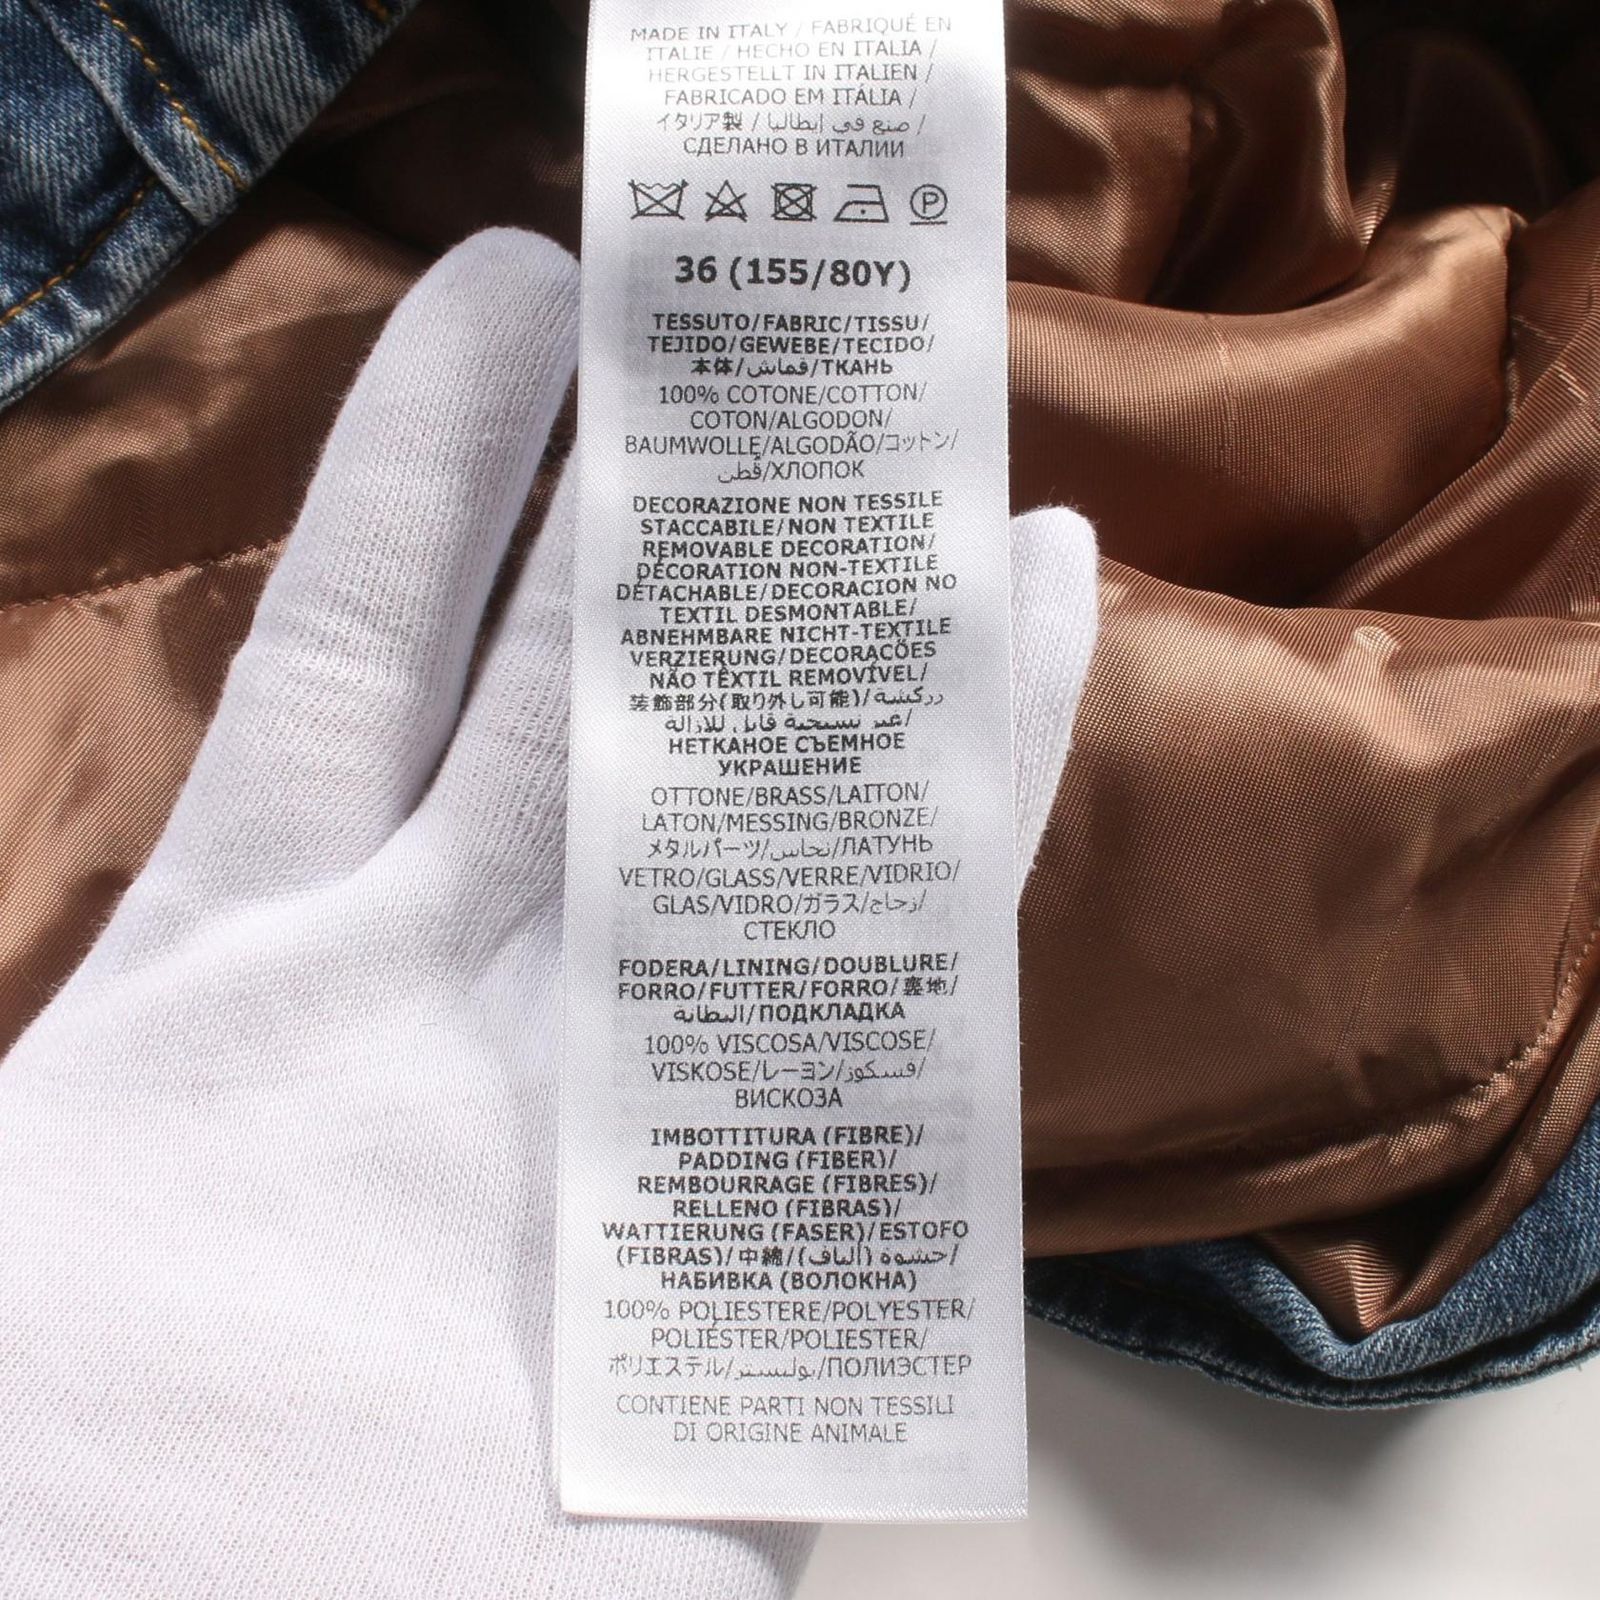 MADE IN ITALY / FABRIQUÉ EN
ITALIE / HECHO EN ITALIA /
HERGESTELLT IN ITALIEN /
FABRICADO EM ITÁLIA /
イタリア製 / صنع في إيطاليا /
СДЕЛАНО В ИТАЛИИ
P
36 (155/80Y)
TESSUTO/FABRIC/TISSU/
TEJIDO/GEWEBE/TECIDO/
本体/قماش/ТКАНЬ
100% COTONE/COTTON/
COTON/ALGODON/
BAUMWOLLE/ALGODÃO/コットン/
قطن/ХЛОПОК
DECORAZIONE NON TESSILE
STACCABILE/NON TEXTILE
REMOVABLE DECORATION/
DÉCORATION NON-TEXTILE
DÉTACHABLE/DECORACION NO
TEXTIL DESMONTABLE/
ABNEHMBARE NICHT-TEXTILE
VERZIERUNG/DECORAÇÕES
NÃO TÊXTIL REMOVÍVEL/
装飾部分(取り外し可能)/دركشة
غير نسيجية قابل للازالة/
НЕТКАНОЕ СЪЕМНОЕ
УКРАШЕНИЕ
OTTONE/BRASS/LAITON/
LATON/MESSING/BRONZE/
メタルパーツ/نحاس/ЛАТУНЬ
VETRO/GLASS/VERRE/VIDRIO/
GLAS/VIDRO/ガラス/زجاج/
СТЕКЛО
FODERA/LINING/DOUBLURE/
FORRO/FUTTER/FORRO/裏地/
البطانة/ПОДКЛАДКА
100% VISCOSA/VISCOSE/
VISKOSE/レーヨン/فسكوز/
ВИСКОЗА
IMBOTTITURA (FIBRE)/
PADDING (FIBER)/
REMBOURRAGE (FIBRES)/
RELLENO (FIBRAS)/
WATTIERUNG (FASER)/ESTOFO
(FIBRAS)/中綿/حشوة (ألياف)/
НАБИВКА (ВОЛОКНА)
100% POLIESTERE/POLYESTER/
POLIÉSTER/POLIESTER/
ポリエステル/بوليستر/ПОЛИЭСТЕР
CONTIENE PARTI NON TESSILI
DI ORIGINE ANIMALE